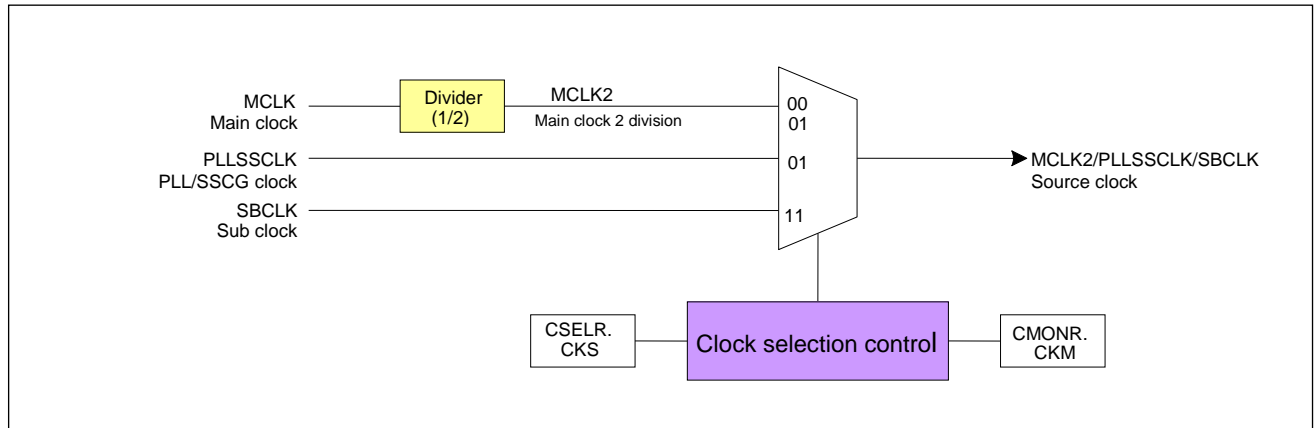 MCLK
Main clock
Divider
(1/2)
MCLK2
Main clock 2 division
00
01
PLLSSCLK
PLL/SSCG clock
01
SBCLK
Sub clock
11
MCLK2/PLLSSCLK/SBCLK
Source clock
CSELR.
CKS
Clock selection control
CMONR.
CKM